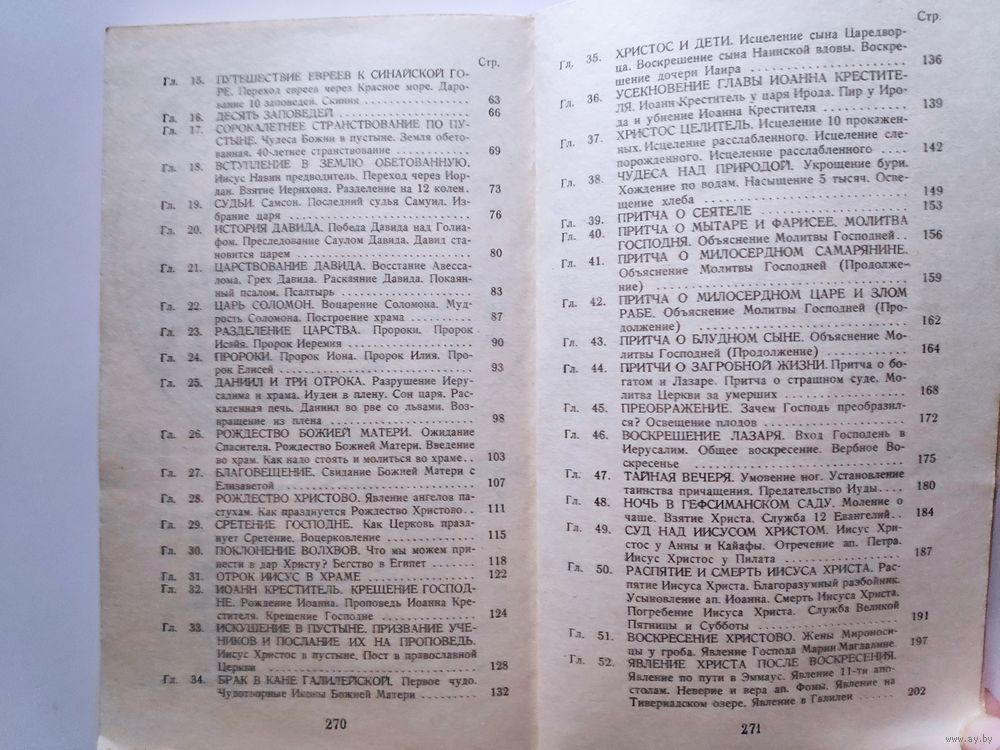 Стр.
Гл. 15. ПУТЕШЕСТВИЕ ЕВРЕЕВ К СИНАЙСКОЙ ГО-
РЕ. Переход евреев через Красное море. Даро-
вание 10 заповедей. Скиния 63
Гл. 16. ДЕСЯТЬ ЗАПОВЕДЕЙ 66
Гл. 17. СОРОКАЛЕТНЕЕ СТРАНСТВОВАНИЕ ПО ПУ-
СТЫНЕ. Чудеса Божии в пустыне. Земля обето-
ванная. 40-летнее странствование 69
Гл. 18. ВСТУПЛЕНИЕ В ЗЕМЛЮ ОБЕТОВАННУЮ.
Иисус Навин предводитель. Переход через Иор-
дан. Взятие Иерихона. Разделение на 12 колен. 73
Гл. 19. СУДЬИ. Самсон. Последний судья Самуил. Из-
брание царя 76
Гл. 20. ИСТОРИЯ ДАВИДА. Победа Давида над Голиа-
фом. Преследование Саулом Давида. Давид ста-
новится царем 80
Гл. 21. ЦАРСТВОВАНИЕ ДАВИДА. Восстание Авесса-
лома. Грех Давида. Раскаяние Давида. Покаян-
ный псалом. Псалтырь 83
Гл. 22. ЦАРЬ СОЛОМОН. Воцарение Соломона. Муд-
рость Соломона. Построение храма 87
Гл. 23. РАЗДЕЛЕНИЕ ЦАРСТВА. Пророки. Пророк
Исайя. Пророк Иеремия 90
Гл. 24. ПРОРОКИ. Пророк Иона. Пророк Илия. Про-
рок Елисей 93
Гл. 25. ДАНИИЛ И ТРИ ОТРОКА. Разрушение Иеру-
салима и храма. Иудеи в плену. Сон царя. Рас-
каленная печь. Даниил во рве со львами. Воз-
вращение из плена 98
Гл. 26. РОЖДЕСТВО БОЖИЕЙ МАТЕРИ. Ожидание
Спасителя. Рождество Божией Матери. Введение
во храм. Как надо стоять и молиться во храме 103
Гл. 27. БЛАГОВЕЩЕНИЕ. Свидание Божией Матери с
Елизаветой 107
Гл. 28. РОЖДЕСТВО ХРИСТОВО. Явление ангелов па-
стухам. Как празднуется Рождество Христово 111
Гл. 29. СРЕТЕНИЕ ГОСПОДНЕ. Как Церковь празд-
нует Сретение. Воцерковление 115
Гл. 30. ПОКЛОНЕНИЕ ВОЛХВОВ. Что мы можем при-
вести в дар Христу? Бегство в Египет 118
Гл. 31. ОТРОК ИИСУС В ХРАМЕ 122
Гл. 32. ИОАНН КРЕСТИТЕЛЬ. КРЕЩЕНИЕ ГОСПОД-
НЕ. Рождение Иоанна. Проповедь Иоанна Кре-
стителя. Крещение Господне 124
Гл. 33. ИСКУШЕНИЕ В ПУСТЫНЕ. ПРИЗВАНИЕ УЧЕ-
НИКОВ И ПОСЛАНИЕ ИХ НА ПРОПОВЕДЬ.
Иисус Христос в пустыне. Пост в православной
Церкви 128
Гл. 34. БРАК В КАНЕ ГАЛИЛЕЙСКОЙ. Первое чудо.
Чудотворные Иконы Божией Матери 132
270
Стр.
Гл. 35. ХРИСТОС И ДЕТИ. Исцеление сына Царедвор-
ца. Воскрешение сына Наинской вдовы. Воскре-
шение дочери Иаира 136
Гл. 36. УСЕКНОВЕНИЕ ГЛАВЫ ИОАННА КРЕСТИТЕ-
ЛЯ. Иоанн Креститель у царя Ирода. Пир у Иро-
да и убиение Иоанна Крестителя 139
Гл. 37. ХРИСТОС ЦЕЛИТЕЛЬ. Исцеление 10 прокажен-
ных. Исцеление расслабленного. Исцеление сле-
порожденного. Исцеление расслабленного 142
Гл. 38. ЧУДЕСА НАД ПРИРОДОЙ. Укрощение бури.
Хождение по водам. Насыщение 5 тысяч. Осве-
щение хлеба 149
Гл. 39. ПРИТЧА О СЕЯТЕЛЕ 153
Гл. 40. ПРИТЧА О МЫТАРЕ И ФАРИСЕЕ. МОЛИТВА
ГОСПОДНЯ. Объяснение Молитвы Господней 156
Гл. 41. ПРИТЧА О МИЛОСЕРДНОМ САМАРЯНИНЕ.
Объяснение Молитвы Господней (Продолже-
ние) 159
Гл. 42. ПРИТЧА О МИЛОСЕРДНОМ ЦАРЕ И ЗЛОМ
РАБЕ. Объяснение Молитвы Господней (Про-
должение) 162
Гл. 43. ПРИТЧА О БЛУДНОМ СЫНЕ. Объяснение Мо-
литвы Господней (Продолжение) 164
Гл. 44. ПРИТЧИ О ЗАГРОБНОЙ ЖИЗНИ. Притча о бо-
гатом и Лазаре. Притча о страшном суде. Мо-
литва Церкви за умерших 168
Гл. 45. ПРЕОБРАЖЕНИЕ. Зачем Господь преобразил-
ся? Освещение плодов 172
Гл. 46. ВОСКРЕШЕНИЕ ЛАЗАРЯ. Вход Господень в
Иерусалим. Общее воскресение. Вербное Вос-
кресенье 175
Гл. 47. ТАЙНАЯ ВЕЧЕРЯ. Умовение ног. Установление
таинства причащения. Предательство Иуды 180
Гл. 48. НОЧЬ В ГЕФСИМАНСКОМ САДУ. Моление о
чаше. Взятие Христа. Служба 12 Евангелий 184
Гл. 49. СУД НАД ИИСУСОМ ХРИСТОМ. Иисус Хри-
стос у Анны и Кайафы. Отречение ап. Петра.
Иисус Христос у Пилата 187
Гл. 50. РАСПЯТИЕ И СМЕРТЬ ИИСУСА ХРИСТА. Рас-
пятие Иисуса Христа. Благоразумный разбойник.
Усыновление ап. Иоанна. Смерть Иисуса Христа.
Погребение Иисуса Христа. Служба Великой
Пятницы и Субботы 191
Гл. 51. ВОСКРЕСЕНИЕ ХРИСТОВО. Жены Мироноси-
цы у гроба. Явление Господа Марии Магдалине 197
Гл. 52. ЯВЛЕНИЕ ХРИСТА ПОСЛЕ ВОСКРЕСЕНИЯ.
Явление по пути в Эммаус. Явление 11-ти апо-
столам. Неверие и вера ап. Фомы. Явление на
Тивериадском озере. Явление в Галилеи 202
271
www.ay.by